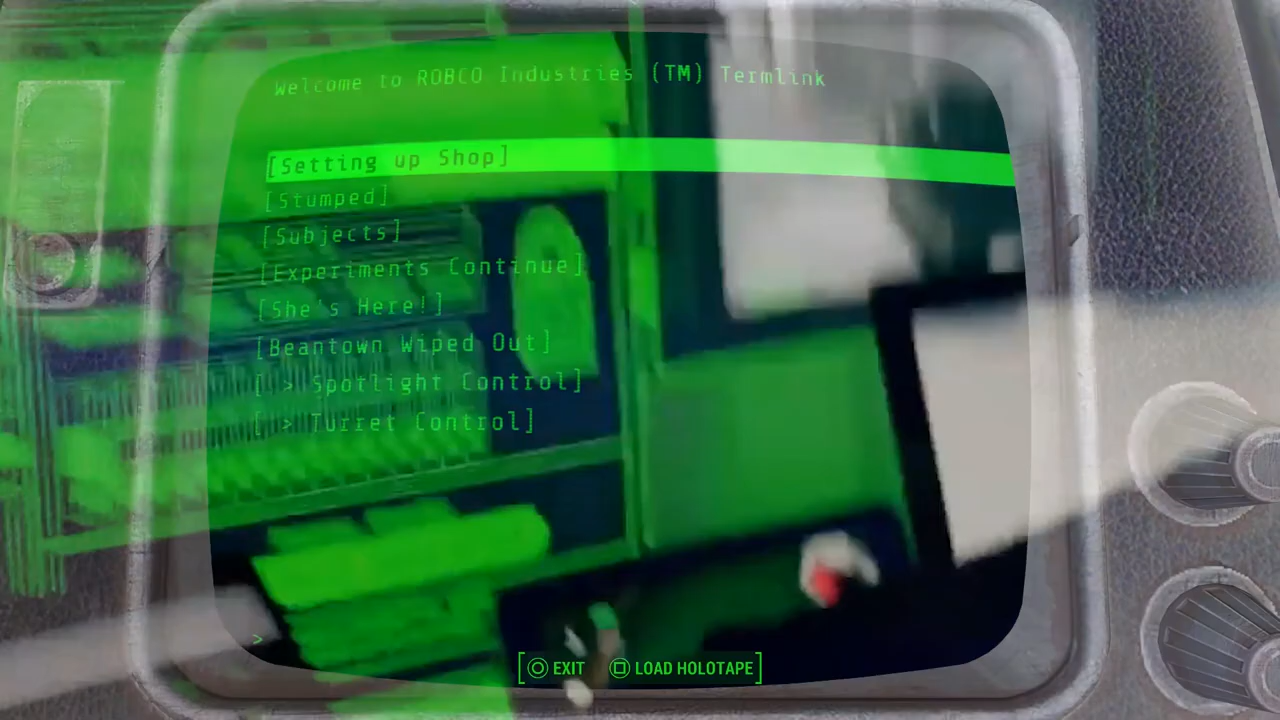 Welcome to ROBCO Industries (TM) Termlink
[Setting up Shop]
[Stumped]
[Subjects]
[Experiments Continue]
[She's Here!]
[Beantown Wiped Out]
[ > Spotlight Control]
[ > Turret Control]
>
[ EXIT LOAD HOLOTAPE]